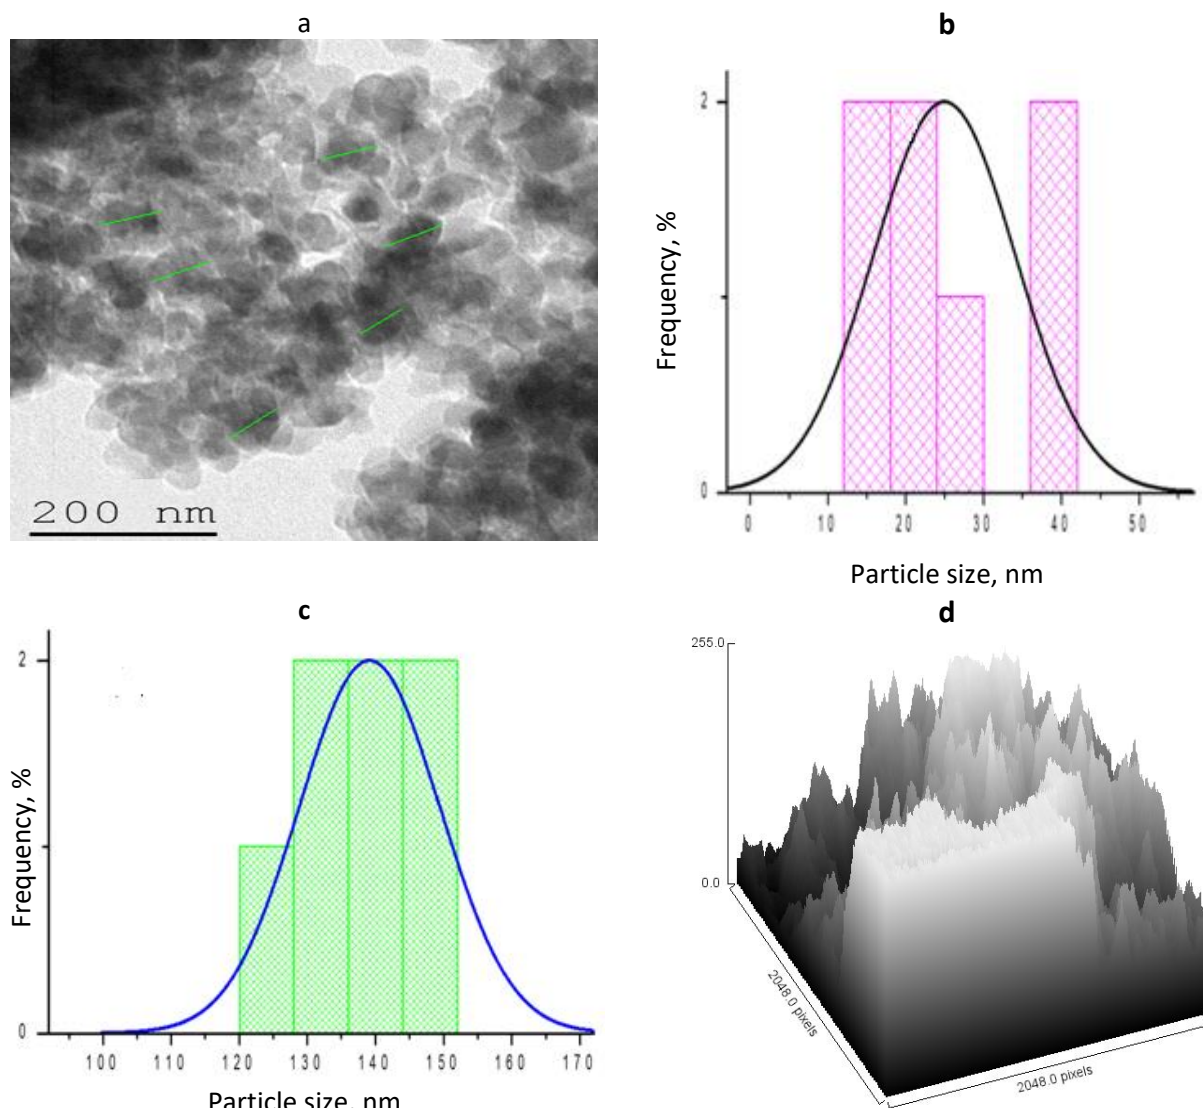 a
200 nm
b
Frequency, %
2
0
0 10 20 30 40 50
Particle size, nm
c
Frequency, %
2
0
100 110 120 130 140 150 160 170
Particle size, nm
d
255.0
0.0
2048.0 pixels
2048.0 pixels